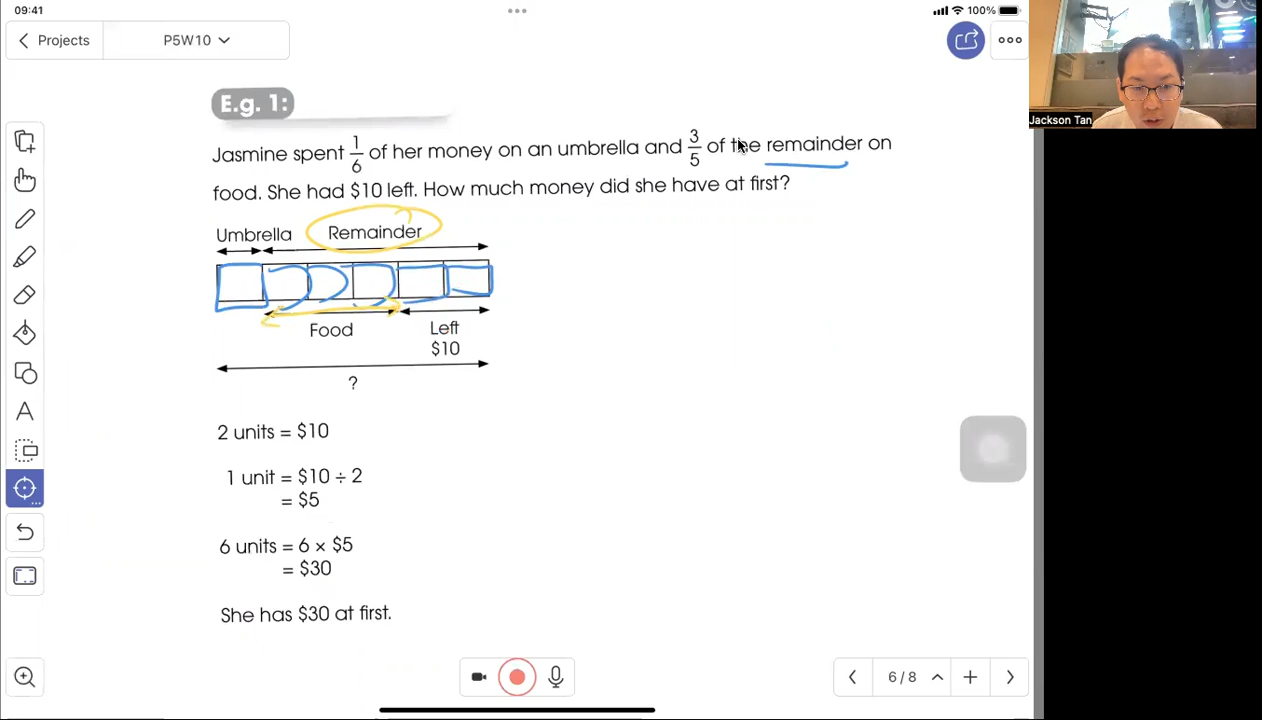 09:41
100%
Projects
P5W10
Jackson Tan
E.g. 1:
Jasmine spent 1/6 of her money on an umbrella and 3/5 of the remainder on
food. She had $10 left. How much money did she have at first?
Umbrella Remainder
Food Left
$10
?
2 units = $10
1 unit = $10 ÷ 2
= $5
6 units = 6 × $5
= $30
She has $30 at first.
A
6 / 8